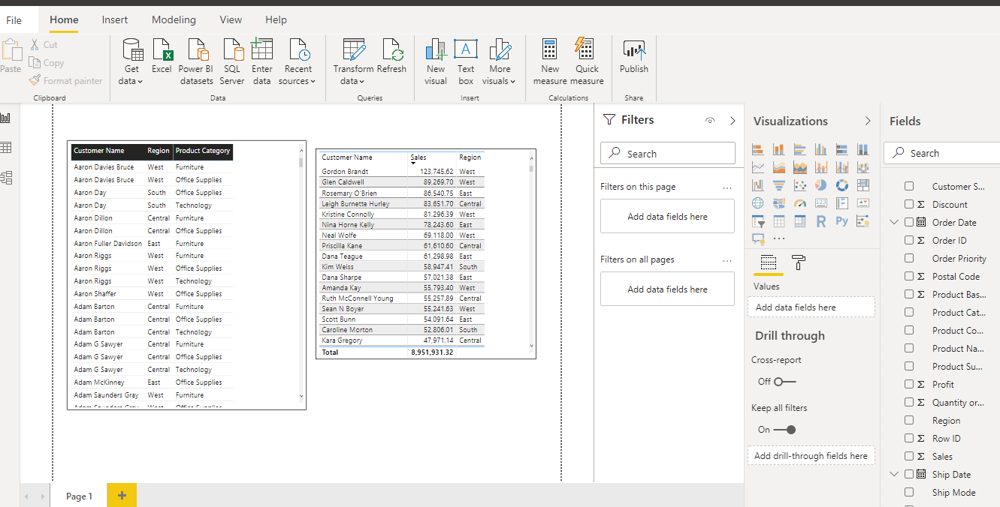 File Home Insert Modeling View Help
Paste
Cut
Copy
Format painter
Clipboard
Get data
Excel
Power BI datasets
SQL Server
Enter data
Recent sources
Data
Transform data
Refresh
Queries
New visual
Text box
More visuals
Insert
New measure
Quick measure
Calculations
Publish
Share
Customer Name Region Product Category
Aaron Davies Bruce West Furniture
Aaron Davies Bruce West Office Supplies
Aaron Day South Office Supplies
Aaron Day South Technology
Aaron Dillon Central Furniture
Aaron Dillon Central Office Supplies
Aaron Fuller Davidson East Furniture
Aaron Riggs West Furniture
Aaron Riggs West Office Supplies
Aaron Riggs West Technology
Aaron Shaffer West Office Supplies
Adam Barton Central Furniture
Adam Barton Central Office Supplies
Adam Barton Central Technology
Adam G Sawyer Central Furniture
Adam G Sawyer Central Office Supplies
Adam G Sawyer Central Technology
Adam McKinney East Office Supplies
Adam Saunders Gray West Furniture
Adam Saunders Gray West Office Supplies
Customer Name Sales Region
Gordon Brandt 123,745.62 West
Glen Caldwell 89,269.70 West
Rosemary O'Brien 86,540.75 East
Leigh Burnette Hurley 83,651.70 Central
Kristine Connolly 81,296.39 West
Nina Horne Kelly 78,243.60 East
Neal Wolfe 69,118.00 West
Priscilla Kane 61,610.60 Central
Dana Teague 61,298.98 East
Kim Weiss 58,947.41 South
Dana Sharpe 57,021.38 East
Amanda Kay 55,793.40 West
Ruth McConnell Young 55,257.89 Central
Sean N Boyer 55,241.63 West
Scott Bunn 54,091.64 East
Caroline Morton 52,806.01 South
Kara Gregory 47,971.14 Central
Total 8,951,931.32
Page 1
+
Filters
Search
Filters on this page ...
Add data fields here
Filters on all pages ...
Add data fields here
Visualizations
123
R Py
...
Values
Add data fields here
Drill through
Cross-report
Off
Keep all filters
On
Add drill-through fields here
Fields
Search
Customer S...
Σ Discount
Order Date
Σ Order ID
Order Priority
Σ Postal Code
Σ Product Bas...
Product Cat...
Product Co...
Product Na...
Product Su...
Σ Profit
Σ Quantity or...
Region
Σ Row ID
Σ Sales
Ship Date
Ship Mode